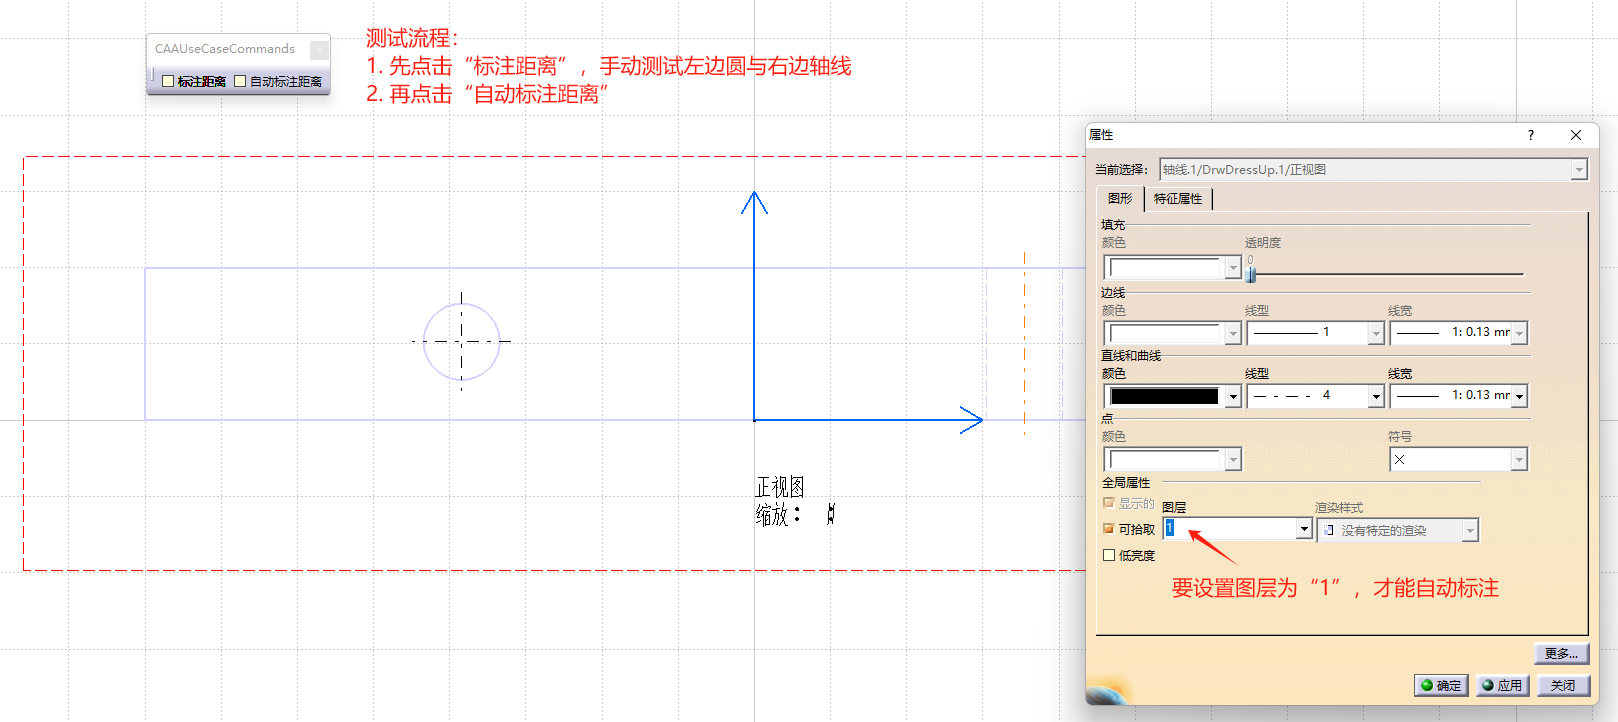 CAAUseCaseCommands
标注距离 自动标注距离
测试流程：
1. 先点击“标注距离”，手动测试左边圆与右边轴线
2. 再点击“自动标注距离”
正视图
缩放：
属性
?
当前选择： 轴线.1/DrwDressUp.1/正视图
图形 特征属性
填充
颜色 透明度
0
边线
颜色 线型 线宽
1 1: 0.13 mm
直线和曲线
颜色 线型 线宽
4 1: 0.13 mm
点
颜色 符号
全局属性
显示的 图层 渲染样式
可拾取 1 没有特定的渲染
低亮度
要设置图层为“1”，才能自动标注
更多...
确定 应用 关闭